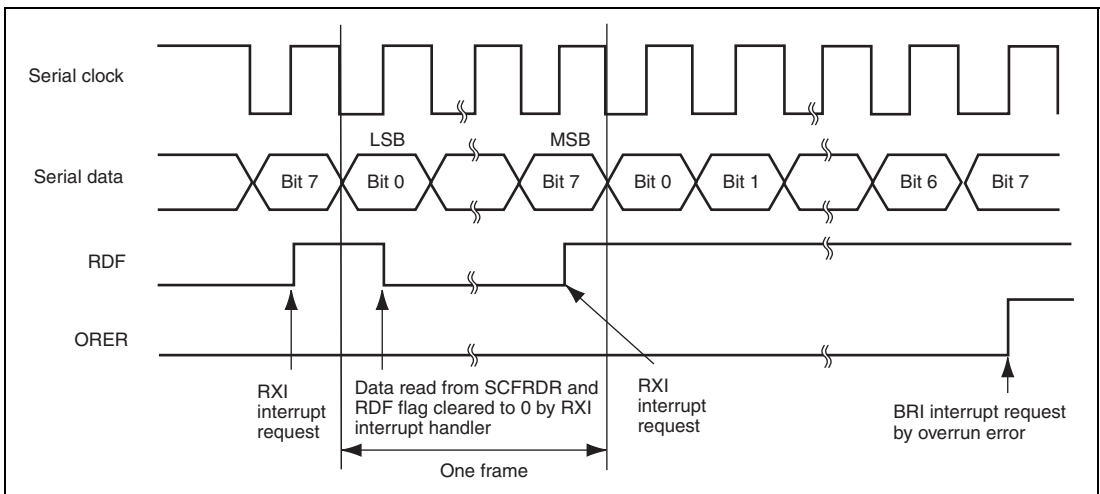 Serial clock
LSB
MSB
Serial data
Bit 7
Bit 0
Bit 7
Bit 0
Bit 1
Bit 6
Bit 7
RDF
ORER
RXI
interrupt
request
Data read from SCFRDR and
RDF flag cleared to 0 by RXI
interrupt handler
RXI
interrupt
request
BRI interrupt request
by overrun error
One frame